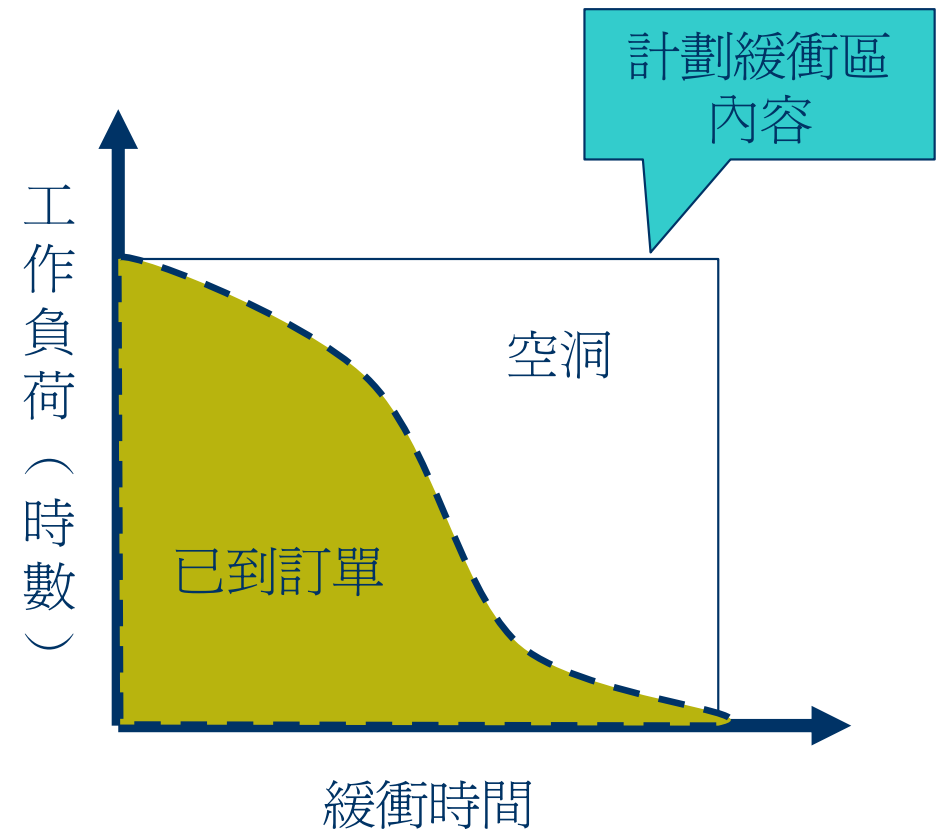 計劃緩衝區
內容
工作負荷（時數）
空洞
已到訂單
緩衝時間